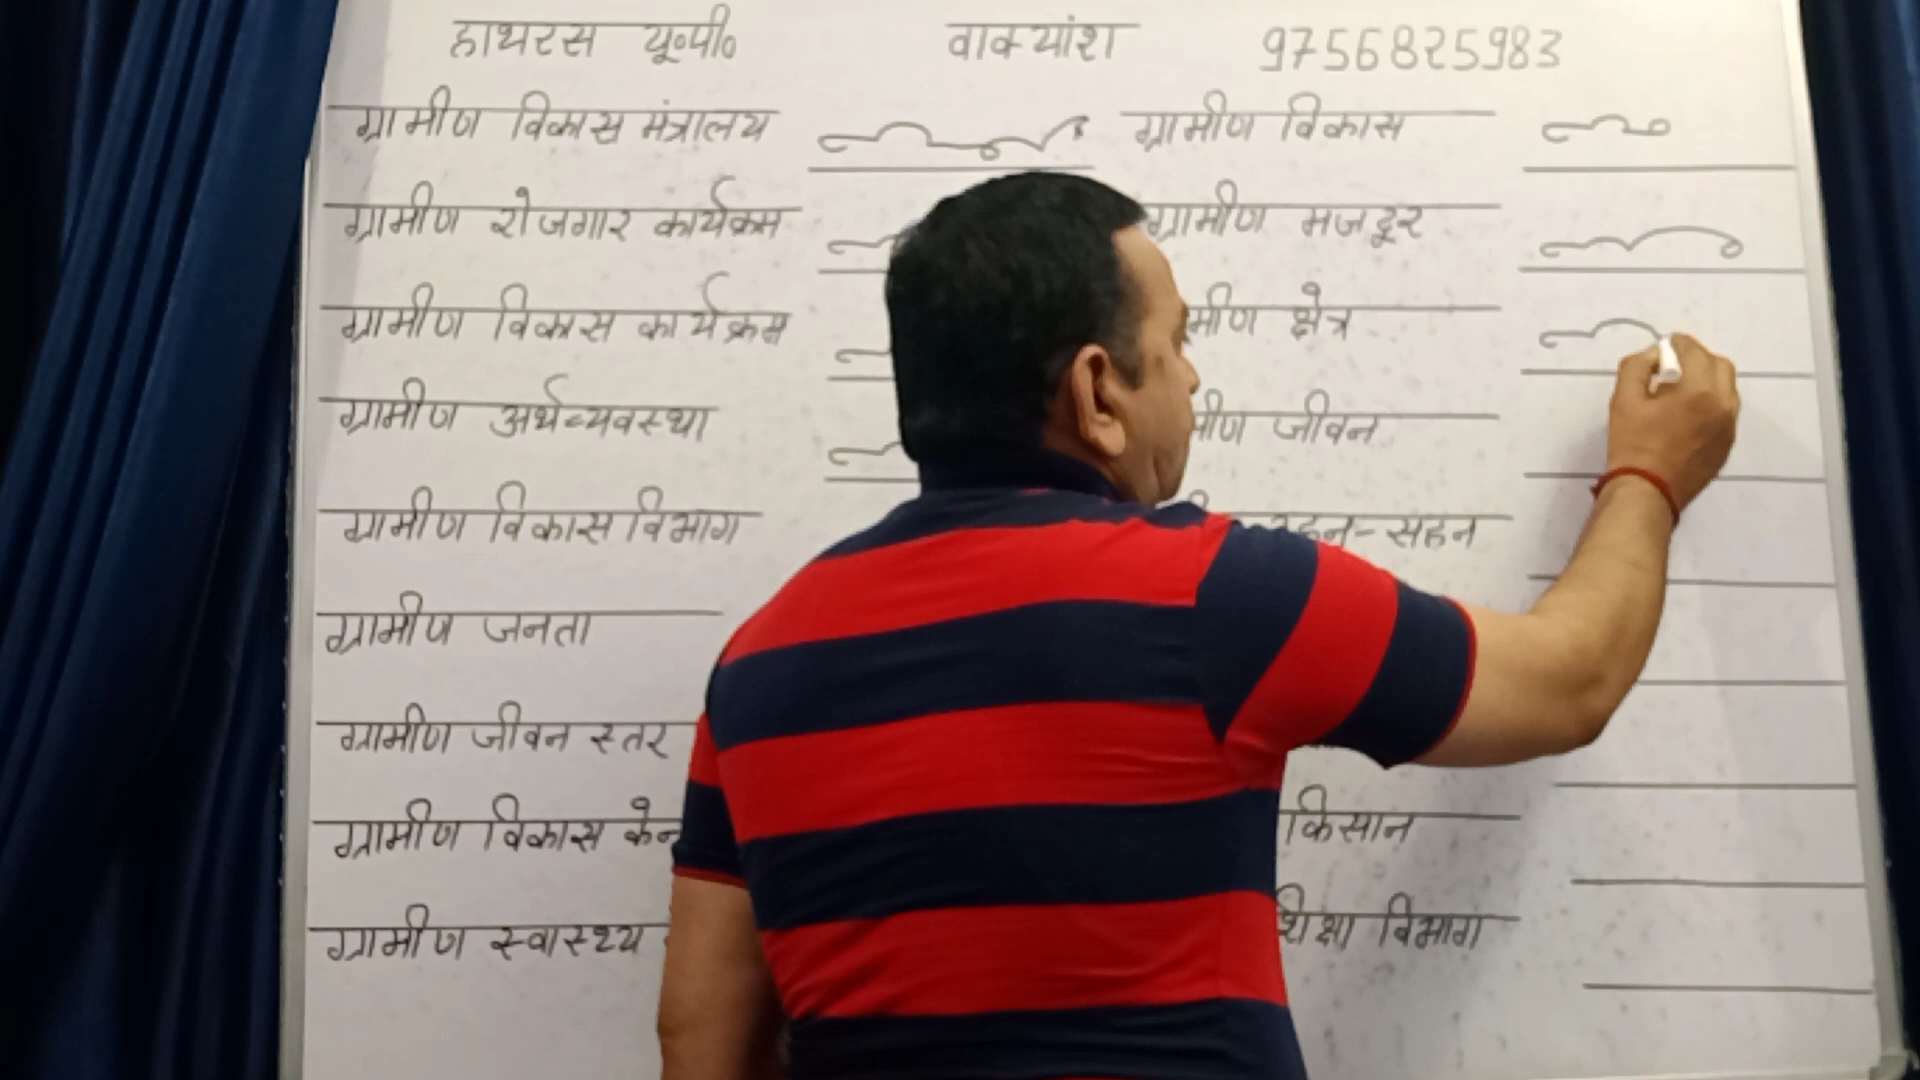 हाथरस यू०पी० वाक्यांश 9756825983
ग्रामीण विकास मंत्रालय ग्रामीण विकास
ग्रामीण रोजगार कार्यक्रम ग्रामीण मजदूर
ग्रामीण विकास कार्यक्रम मीण क्षेत्र
ग्रामीण अर्थव्यवस्था ीण जीवन
ग्रामीण विकास विभाग रहन-सहन
ग्रामीण जनता
ग्रामीण जीवन स्तर
ग्रामीण विकास किसान
ग्रामीण स्वास्थ्य शिक्षा विभाग